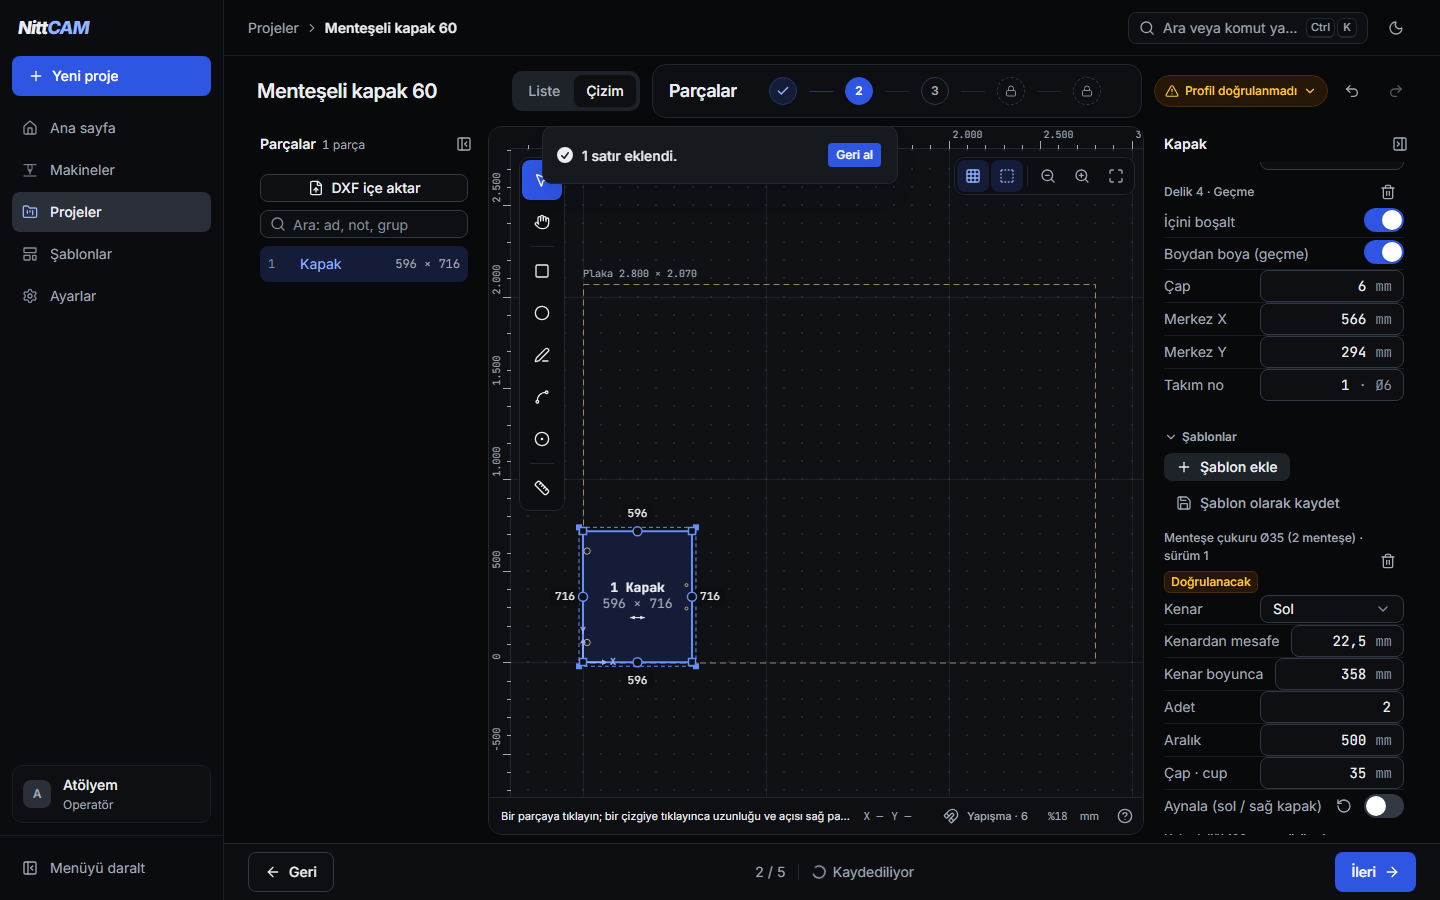 NittCAM
Yeni proje
Ana sayfa
Makineler
Projeler
Şablonlar
Ayarlar
A
Atölyem
Operatör
Menüyü daralt
Projeler
Menteşeli kapak 60
Ara veya komut ya...
Ctrl
K
Menteşeli kapak 60
Liste
Çizim
Parçalar
2
3
Profil doğrulanmadı
Parçalar 1 parça
DXF içe aktar
Ara: ad, not, grup
1 Kapak 596 × 716
1 satır eklendi.
Geri al
2.000
2.500
3
2.500
2.000
1.500
1.000
500
0
-500
Plaka 2.800 × 2.070
596
716
1 Kapak
596 × 716
716
X
596
Bir parçaya tıklayın; bir çizgiye tıklayınca uzunluğu ve açısı sağ pa...
X — Y —
Yapışma · 6
%18
mm
Kapak
Delik 4 · Geçme
İçini boşalt
Boydan boya (geçme)
Çap 6 mm
Merkez X 566 mm
Merkez Y 294 mm
Takım no 1 · Ø6
Şablonlar
Şablon ekle
Şablon olarak kaydet
Menteşe çukuru Ø35 (2 menteşe) ·
sürüm 1
Doğrulanacak
Kenar Sol
Kenardan mesafe 22,5 mm
Kenar boyunca 358 mm
Adet 2
Aralık 500 mm
Çap · cup 35 mm
Aynala (sol / sağ kapak)
Geri
2 / 5
Kaydediliyor
İleri